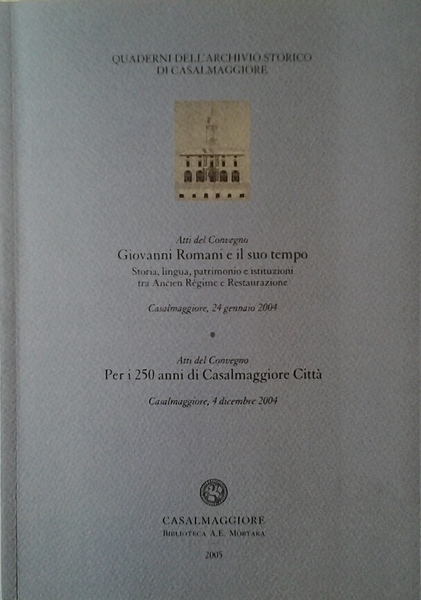 QUADERNI DELL'ARCHIVIO STORICO
DI CASALMAGGIORE
Atti del Convegno
Giovanni Romani e il suo tempo
Storia, lingua, patrimonio e istituzioni
fra Ancien Régime e Restaurazione
Casalmaggiore, 24 gennaio 2004
•
Atti del Convegno
Per i 250 anni di Casalmaggiore Città
Casalmaggiore, 4 dicembre 2004
CASALMAGGIORE
BIBLIOTECA A.E. MORTARA
2005